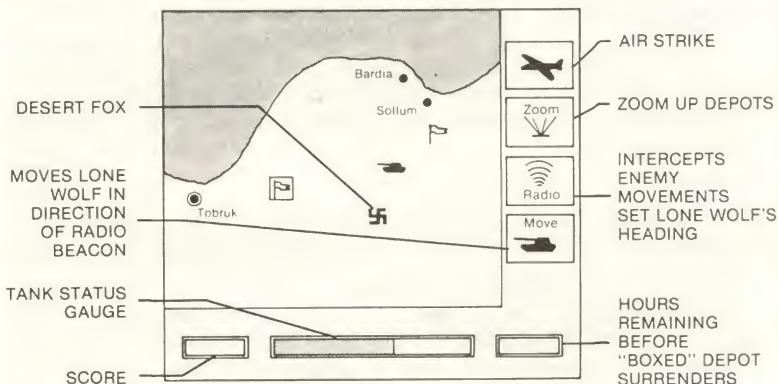 AIR STRIKE
Bardia
DESERT FOX
Sollum
Zoom
ZOOM UP DEPOTS
MOVES LONE
WOLF IN
DIRECTION
OF RADIO
BEACON
Tobruk
Radio
INTERCEPTS
ENEMY
MOVEMENTS
SET LONE WOLF'S
HEADING
Move
TANK STATUS
GAUGE
SCORE
HOURS
REMAINING
BEFORE
"BOXED" DEPOT
SURRENDERS